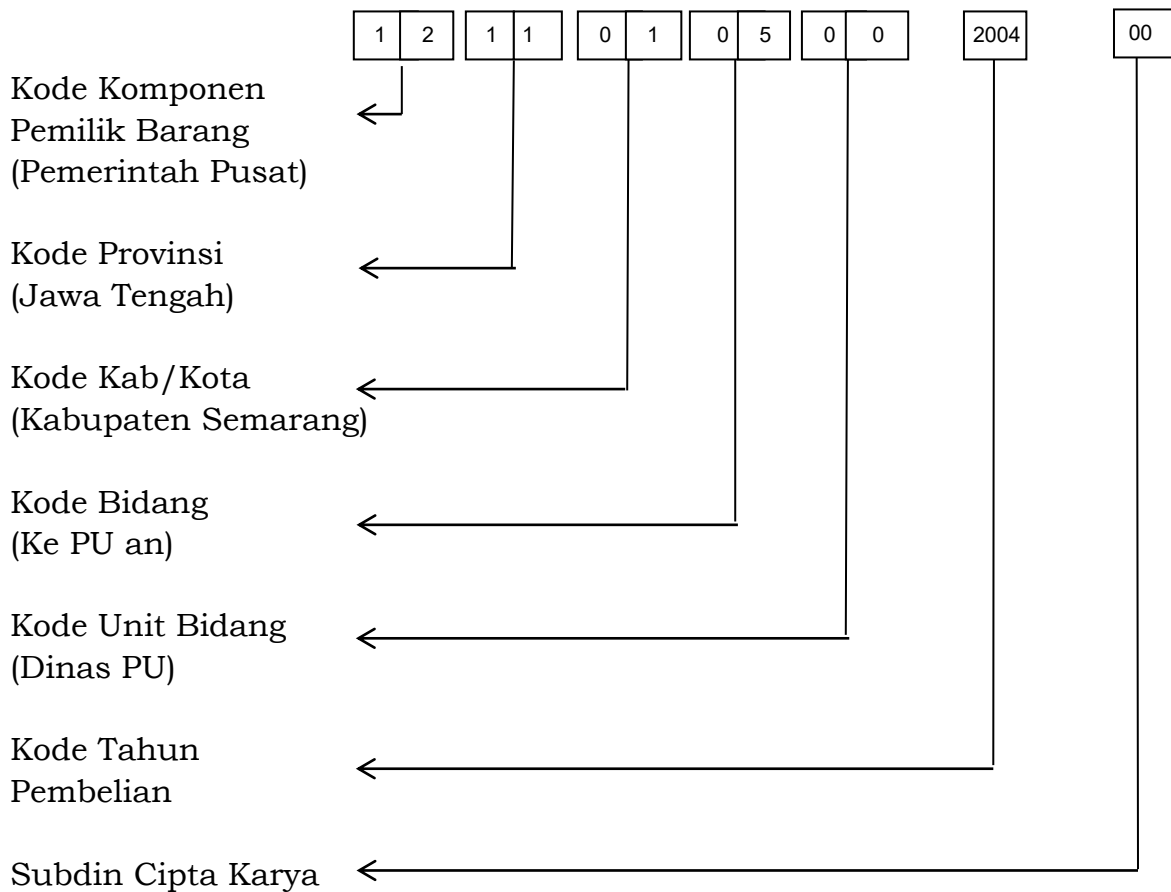 1 2 1 1 0 1 0 5 0 0 2004 00
Kode Komponen
Pemilik Barang
(Pemerintah Pusat)
Kode Provinsi
(Jawa Tengah)
Kode Kab/Kota
(Kabupaten Semarang)
Kode Bidang
(Ke PU an)
Kode Unit Bidang
(Dinas PU)
Kode Tahun
Pembelian
Subdin Cipta Karya